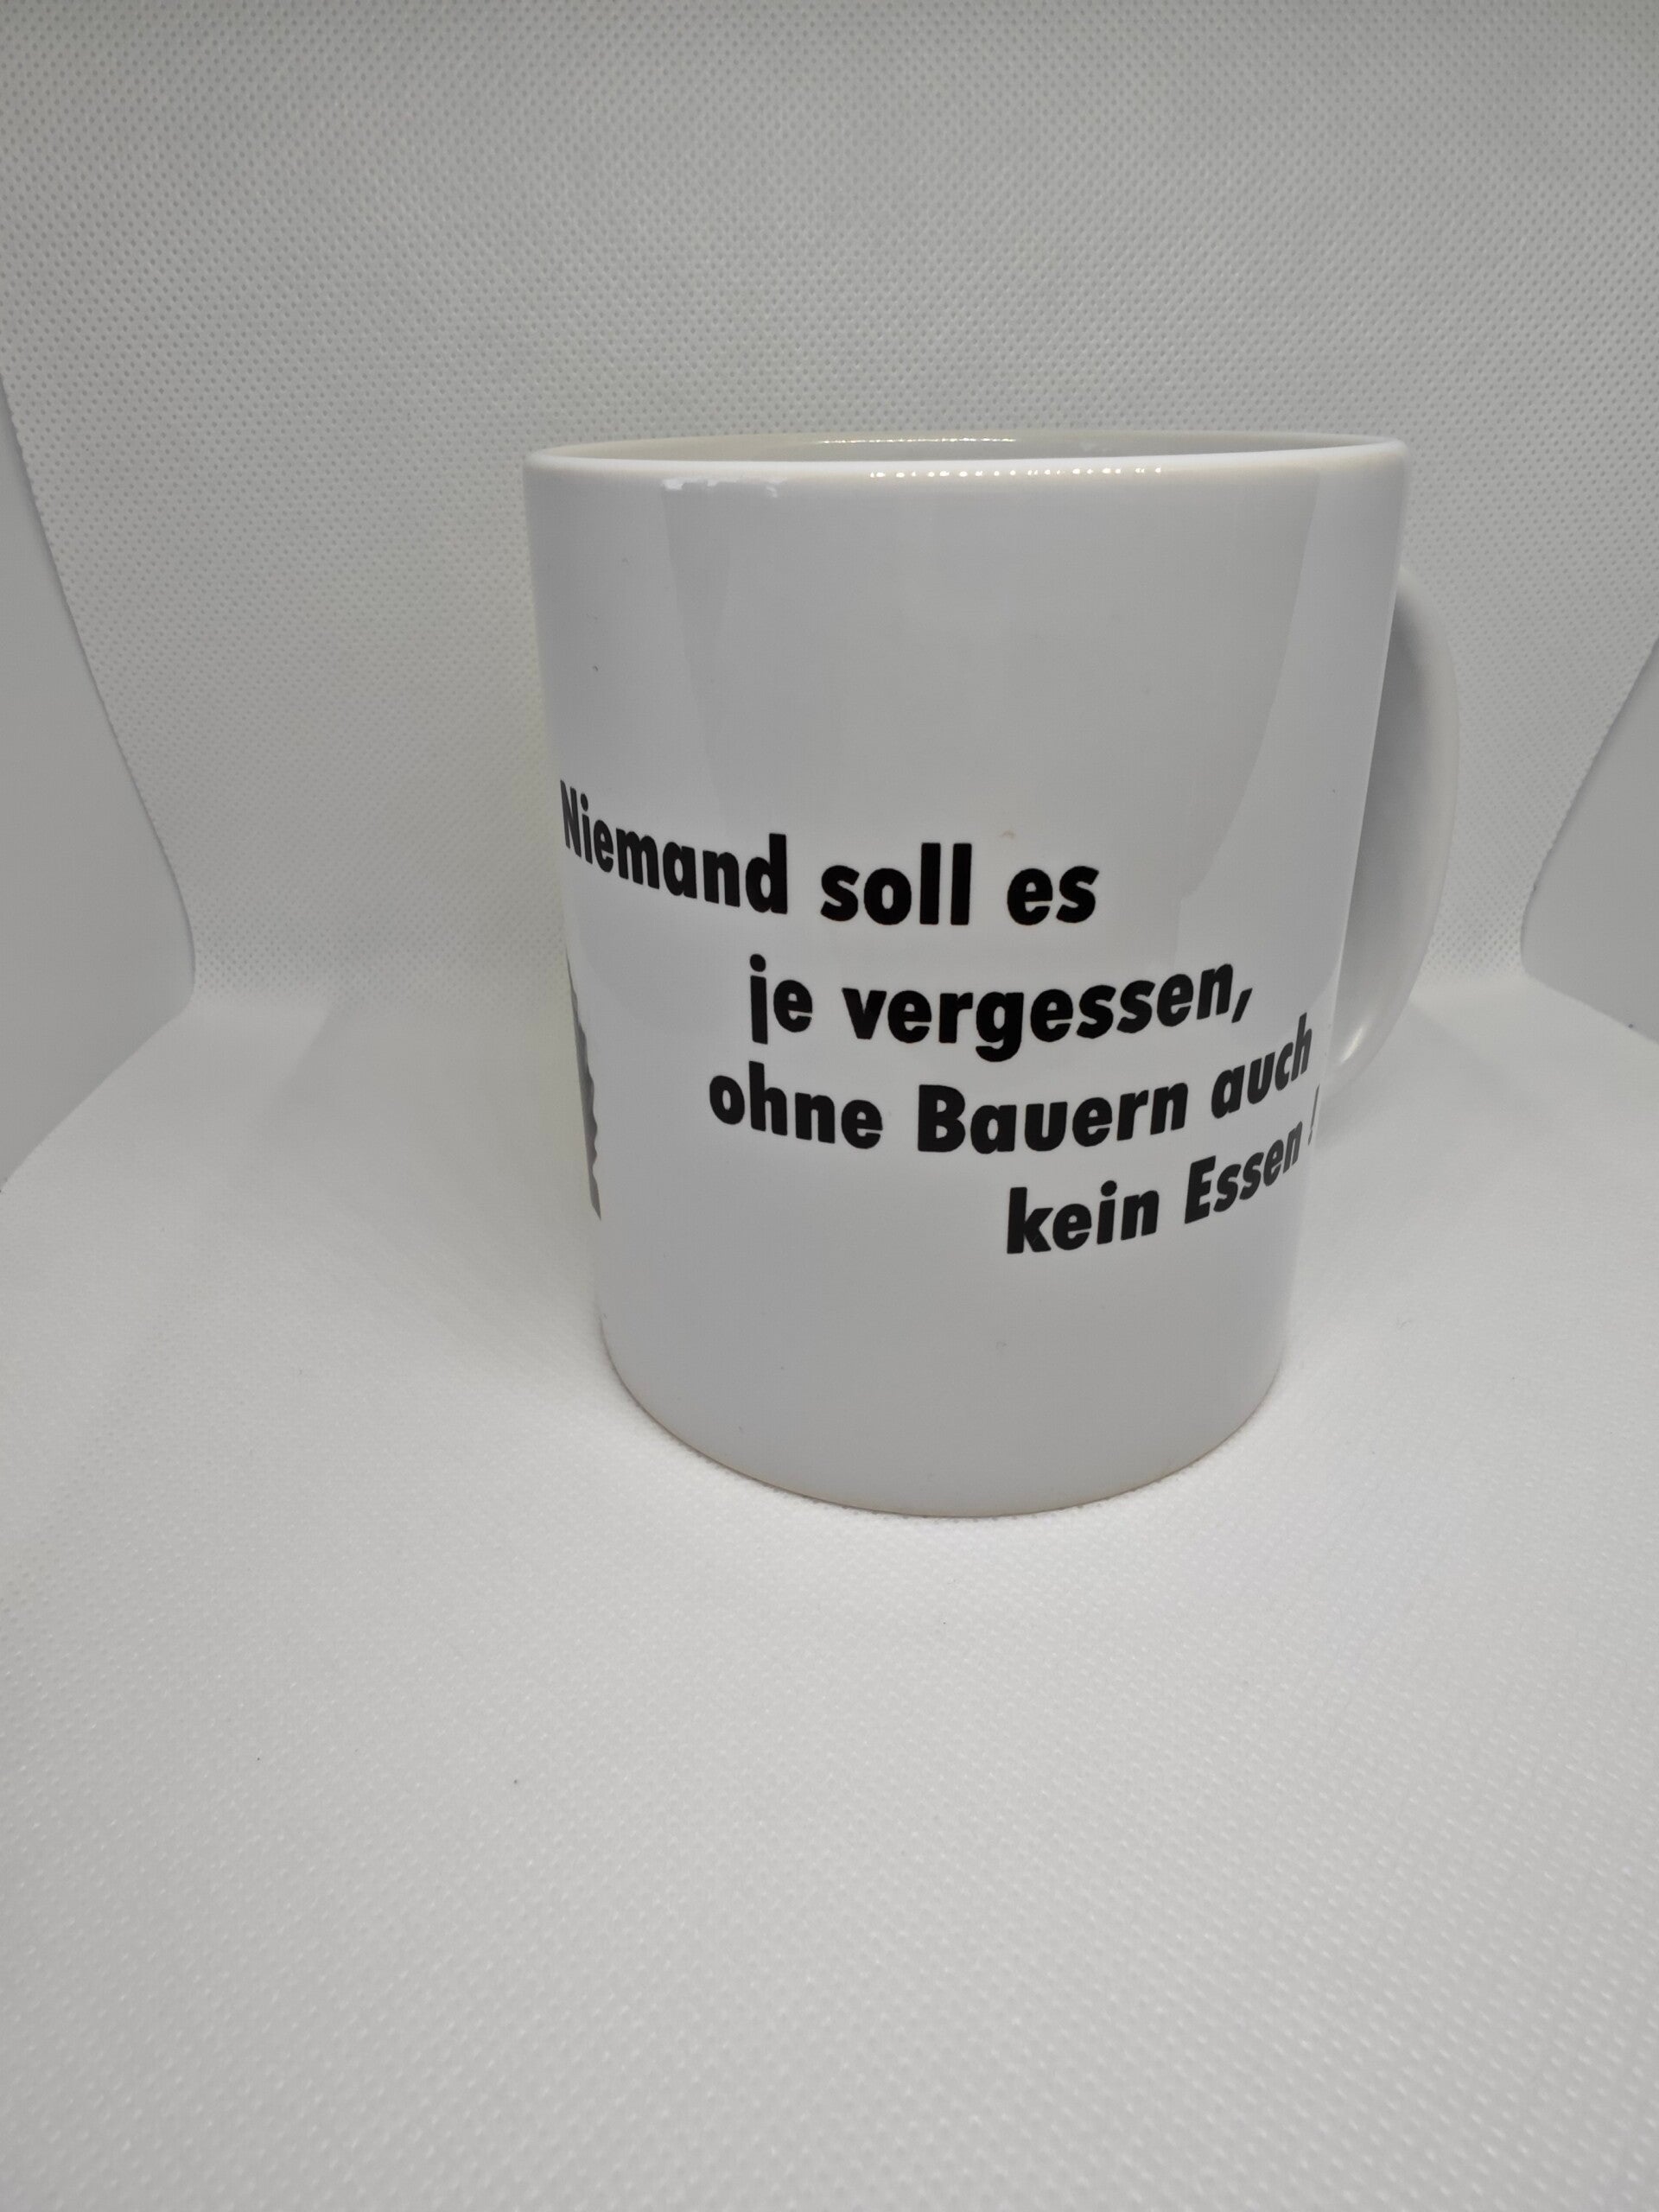 Niemand soll es
je vergessen,
ohne Bauern auch
kein Essen !